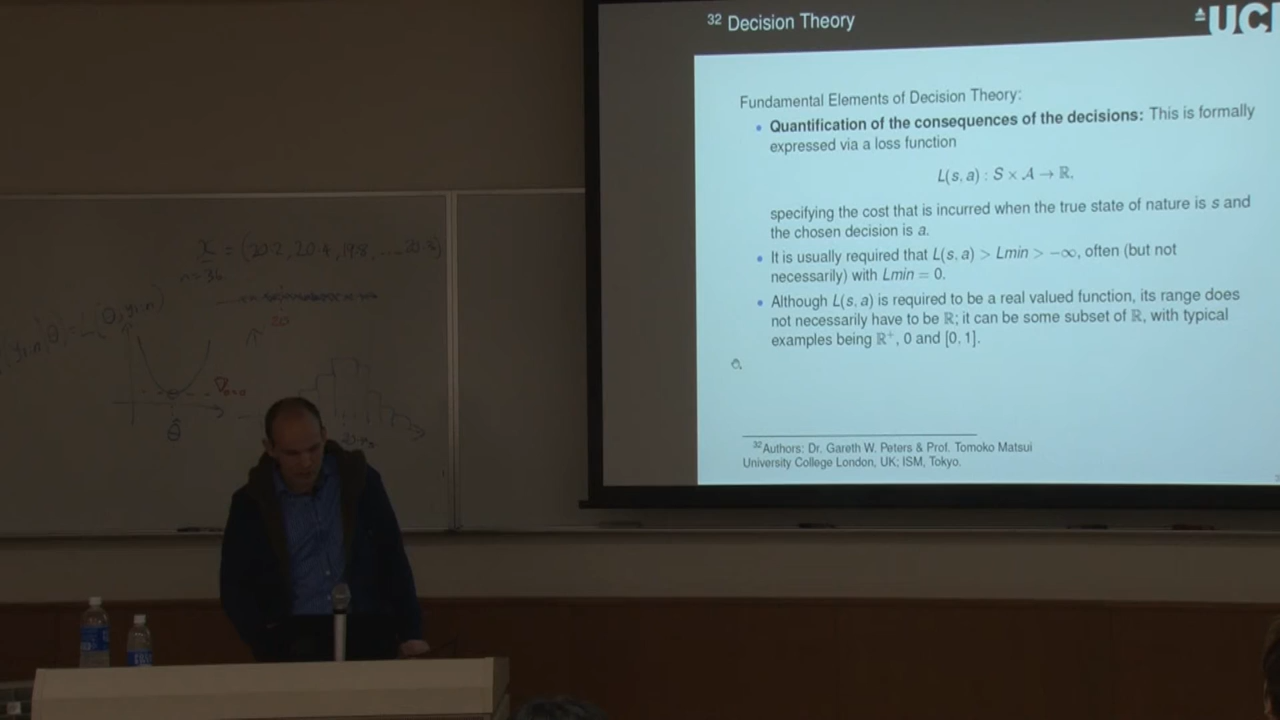 32 Decision Theory
UCL
Fundamental Elements of Decision Theory:
• Quantification of the consequences of the decisions: This is formally
expressed via a loss function
L(s, a) : S × A → ℝ,
specifying the cost that is incurred when the true state of nature is s and
the chosen decision is a.
• It is usually required that L(s, a) > Lmin > −∞, often (but not
necessarily) with Lmin = 0.
• Although L(s, a) is required to be a real valued function, its range does
not necessarily have to be ℝ; it can be some subset of ℝ, with typical
examples being ℝ⁺, 0 and [0, 1].
32 Authors: Dr. Gareth W. Peters & Prof. Tomoko Matsui
University College London, UK; ISM, Tokyo.
x = (20.2, 20.4, 19.8, ... 20.3)
n=36
20